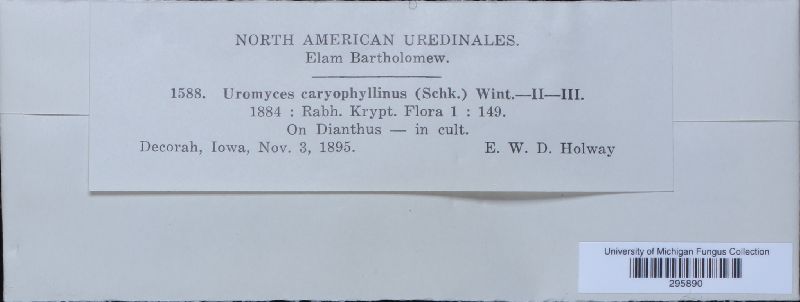 NORTH AMERICAN UREDINALES.
Elam Bartholomew.
1588. Uromyces caryophyllinus (Schk.) Wint.—II—III.
1884 : Rabh. Krypt. Flora 1 : 149.
On Dianthus — in cult.
Decorah, Iowa, Nov. 3, 1895. E. W. D. Holway
University of Michigan Fungus Collection
295890